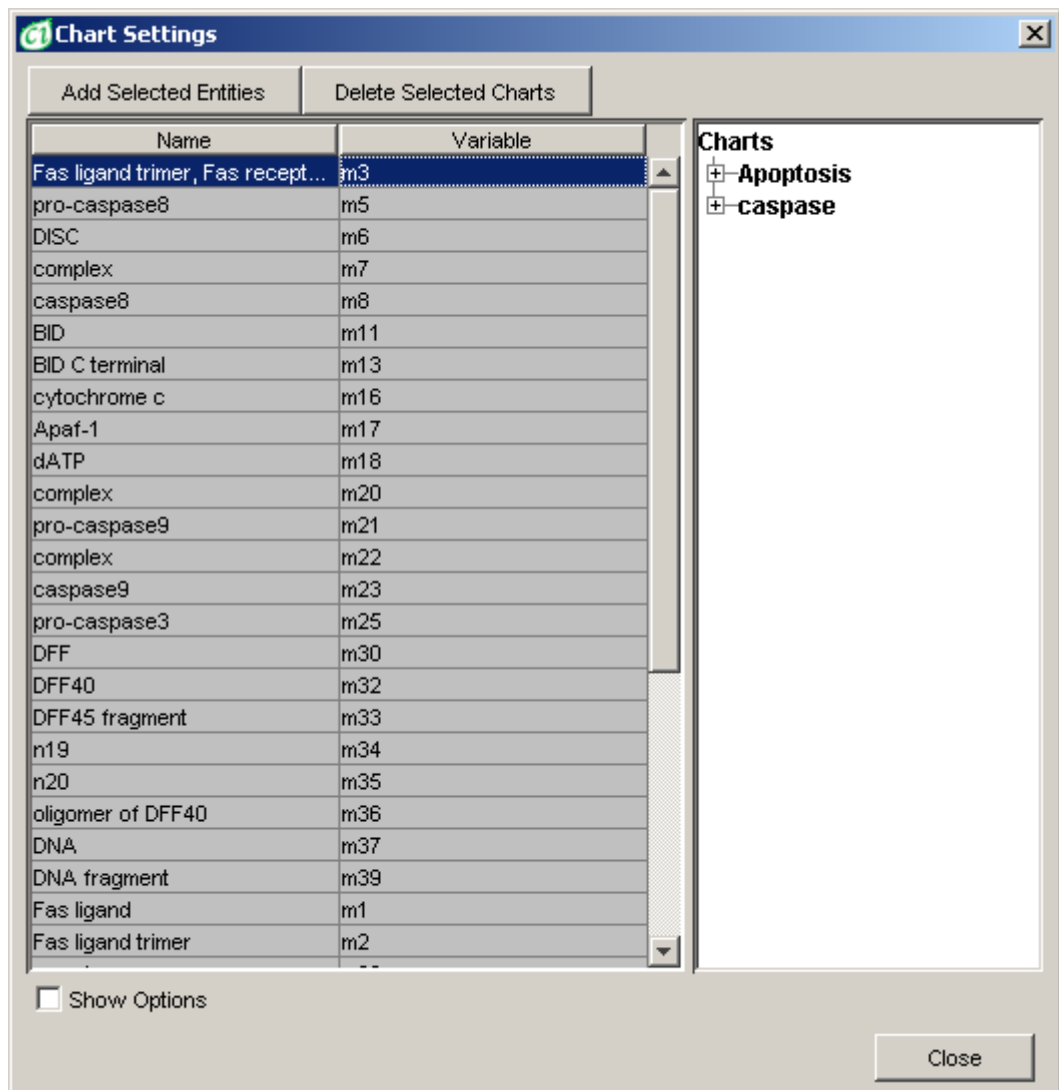 Ci Chart Settings
Add Selected Entities Delete Selected Charts
Name Variable
Fas ligand trimer, Fas recept... m3
pro-caspase8 m5
DISC m6
complex m7
caspase8 m8
BID m11
BID C terminal m13
cytochrome c m16
Apaf-1 m17
dATP m18
complex m20
pro-caspase9 m21
complex m22
caspase9 m23
pro-caspase3 m25
DFF m30
DFF40 m32
DFF45 fragment m33
n19 m34
n20 m35
oligomer of DFF40 m36
DNA m37
DNA fragment m39
Fas ligand m1
Fas ligand trimer m2
Charts
Apoptosis
caspase
Show Options
Close